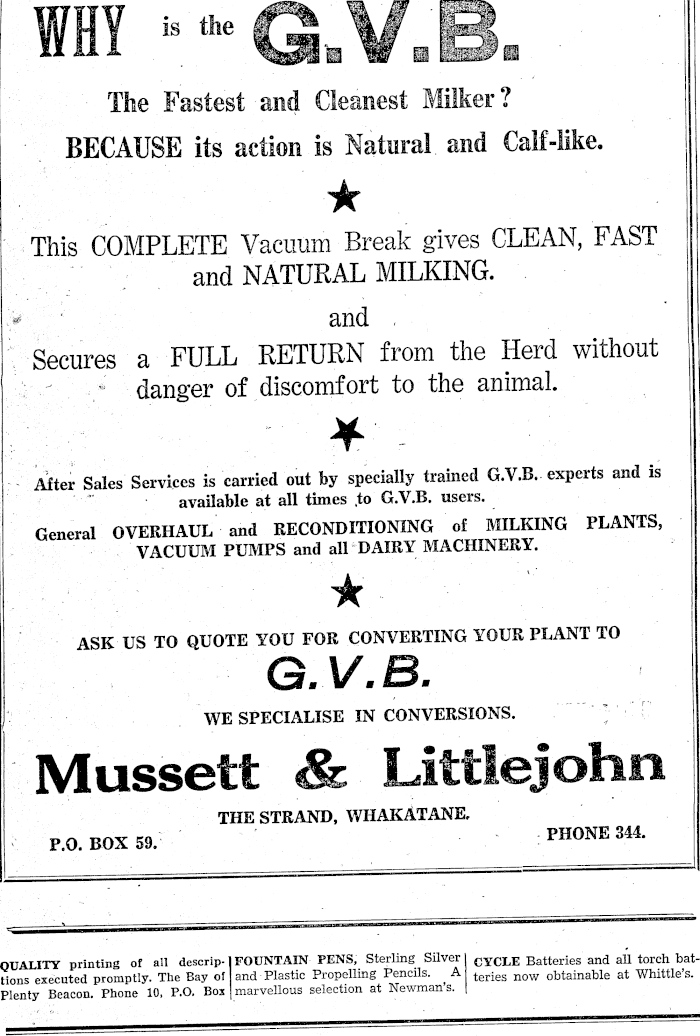 WHY is the G.V.B.
The Fastest and Cleanest Milker?
BECAUSE its action is Natural and Calf-like.
This COMPLETE Vacuum Break gives CLEAN, FAST
and NATURAL MILKING.
and
Secures a FULL RETURN from the Herd without
danger of discomfort to the animal.
After Sales Services is carried out by specially trained G.V.B. experts and is
available at all times to G.V.B. users.
General OVERHAUL and RECONDITIONING of MILKING PLANTS,
VACUUM PUMPS and all DAIRY MACHINERY.
ASK US TO QUOTE YOU FOR CONVERTING YOUR PLANT TO
G.V.B.
WE SPECIALISE IN CONVERSIONS.
Mussett & Littlejohn
THE STRAND, WHAKATANE.
P.O. BOX 59. PHONE 344.
QUALITY printing of all descrip-
tions executed promptly. The Bay of
Plenty Beacon. Phone 10, P.O. Box
FOUNTAIN PENS, Sterling Silver
and Plastic Propelling Pencils. A
marvellous selection at Newman's.
CYCLE Batteries and all torch bat-
teries now obtainable at Whittle's.